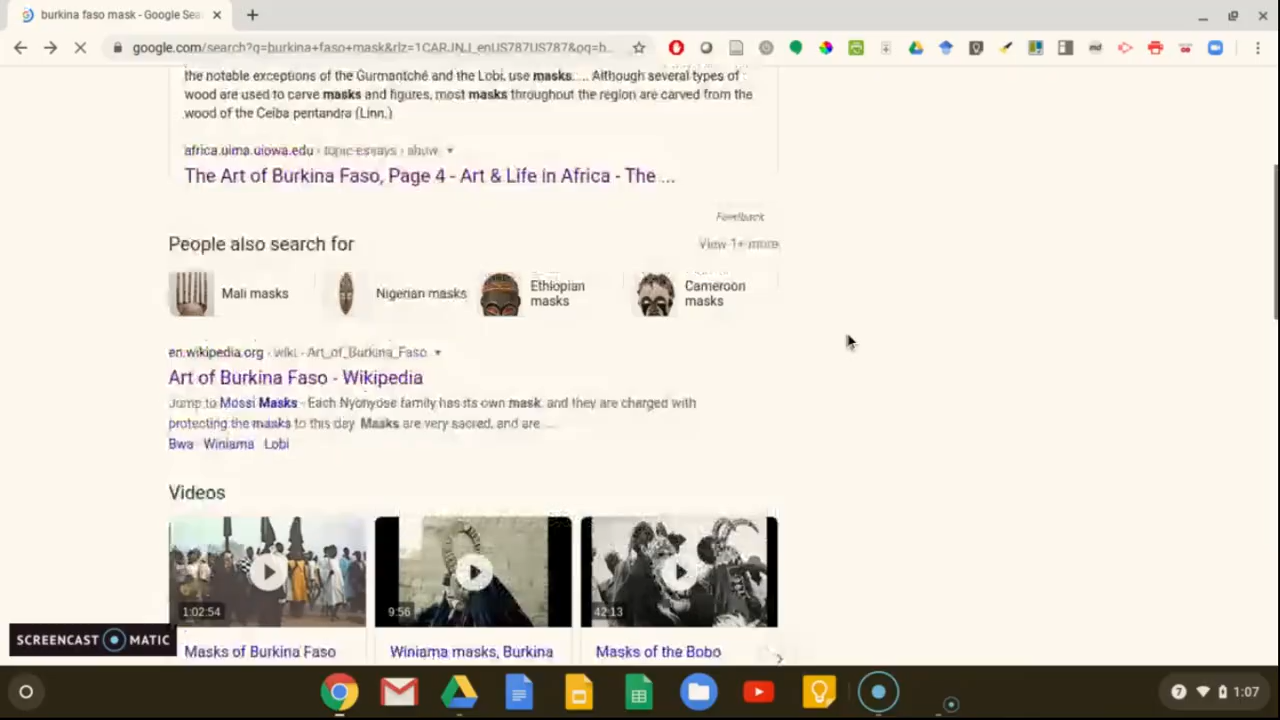 burkina faso mask - Google Sea
google.com/search?q=burkina+faso+mask&rlz=1CARJNJ_enUS787US787&oq=b...
the notable exceptions of the Gurmantché and the Lobi, use masks. ... Although several types of
wood are used to carve masks and figures, most masks throughout the region are carved from the
wood of the Ceiba pentandra (Linn.)
africa.uima.uiowa.edu › topic-essays › show
The Art of Burkina Faso, Page 4 - Art & Life in Africa - The ...
Feedback
People also search for
View 1+ more
Mali masks
Nigerian masks
Ethiopian
masks
Cameroon
masks
en.wikipedia.org › wiki › Art_of_Burkina_Faso
Art of Burkina Faso - Wikipedia
Jump to Mossi Masks - Each Nyonyose family has its own mask, and they are charged with
protecting the masks to this day. Masks are very sacred, and are ...
Bwa Winiama Lobi
Videos
1:02:54
9:56
42:13
SCREENCAST MATIC
Masks of Burkina Faso
Winiama masks, Burkina
Masks of the Bobo
7
1:07